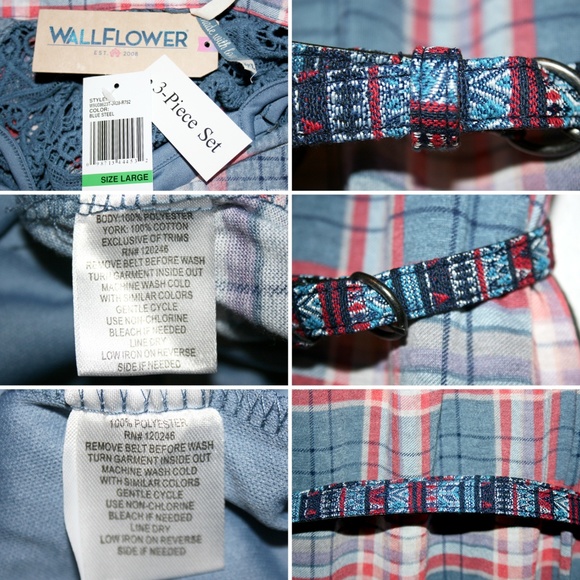 WALLFLOWER
EST. 2008
3-Piece Set
STYLE:
COLOR:
BLUE STEEL
SIZE LARGE
BODY:100% POLYESTER
YORK: 100% COTTON
EXCLUSIVE OF TRIMS
RN# 120246
REMOVE BELT BEFORE WASH
TURN GARMENT INSIDE OUT
MACHINE WASH COLD
WITH SIMILAR COLORS
GENTLE CYCLE
USE NON-CHLORINE
BLEACH IF NEEDED
LINE DRY
LOW IRON ON REVERSE
SIDE IF NEEDED
100% POLYESTER
RN# 120246
REMOVE BELT BEFORE WASH
TURN GARMENT INSIDE OUT
MACHINE WASH COLD
WITH SIMILAR COLORS
GENTLE CYCLE
USE NON-CHLORINE
BLEACH IF NEEDED
LINE DRY
LOW IRON ON REVERSE
SIDE IF NEEDED